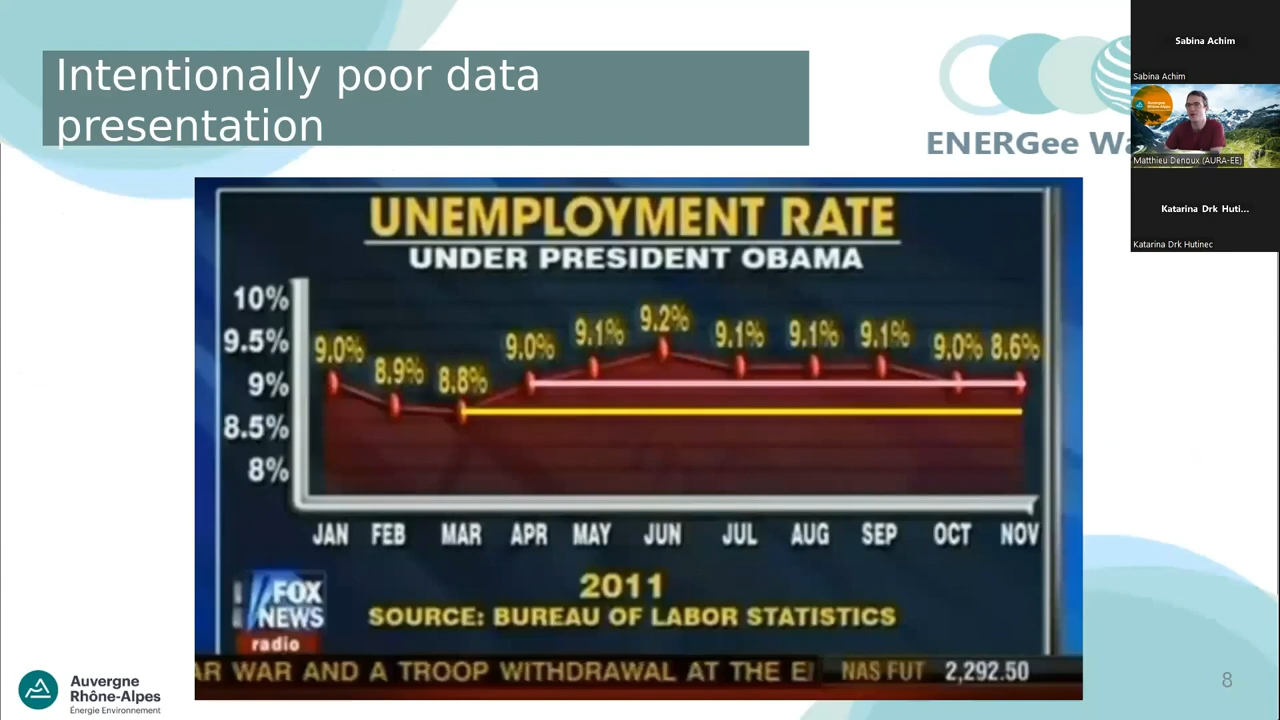 Intentionally poor data
presentation
ENERGee Wa
Sabina Achim
Sabina Achim
Matthieu Denoux (AURA-EE)
Katarina Drk Huti...
Katarina Drk Hutinec
UNEMPLOYMENT RATE
UNDER PRESIDENT OBAMA
10%
9.5%
9%
8.5%
8%
9.0% 8.9% 8.8% 9.0% 9.1% 9.2% 9.1% 9.1% 9.1% 9.0% 8.6%
JAN FEB MAR APR MAY JUN JUL AUG SEP OCT NOV
2011
SOURCE: BUREAU OF LABOR STATISTICS
FOX
NEWS
radio
AR WAR AND A TROOP WITHDRAWAL AT THE E NAS FUT 2,292.50
Auvergne
Rhône-Alpes
Énergie Environnement
8